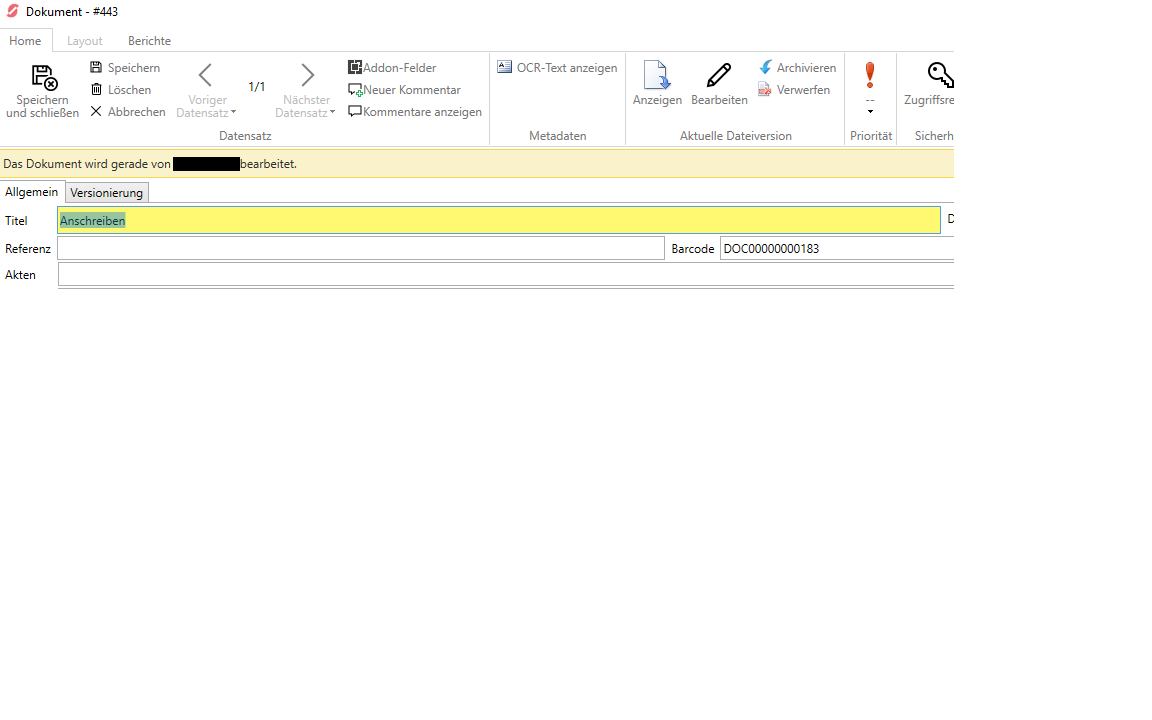 Dokument - #443
Home Layout Berichte
Speichern und schließen
Speichern
Löschen
Abbrechen
Voriger Datensatz
1/1
Nächster Datensatz
Addon-Felder
Neuer Kommentar
Kommentare anzeigen
Datensatz
OCR-Text anzeigen
Metadaten
Anzeigen
Bearbeiten
Archivieren
Verwerfen
Aktuelle Dateiversion
--
Priorität
Zugriffsre
Sicherh
Das Dokument wird gerade von bearbeitet.
Allgemein Versionierung
Titel Anschreiben D
Referenz Barcode DOC00000000183
Akten